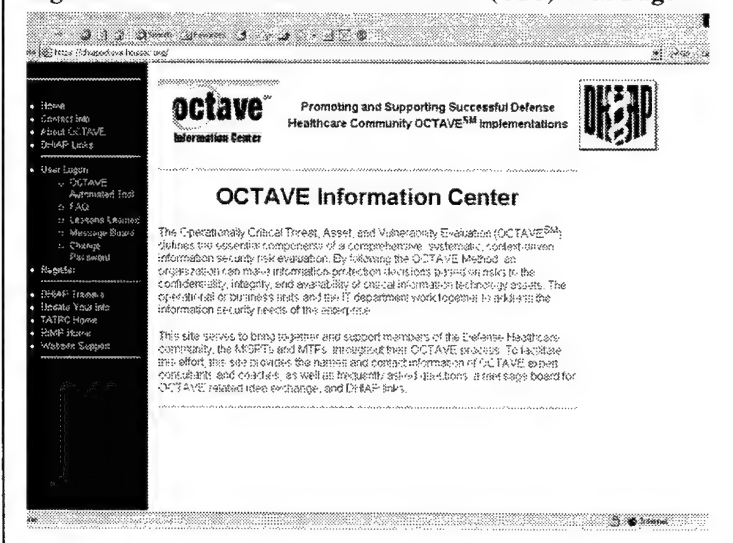 https://
Home
Contact Info
About OCTAVE
DHIAP Links
User Logon
OCTAVE
Automated Tool
FAQ
Lessons Learned
Message Board
Change
Password
Register
DHIAP Training
Update Your Info
TATRC Home
RIMP Home
Website Support
octave℠
Information Center
Promoting and Supporting Successful Defense
Healthcare Community OCTAVE℠ Implementations
DHIAP
OCTAVE Information Center
The Operationally Critical Threat, Asset, and Vulnerability Evaluation (OCTAVE℠)
defines the essential components of a comprehensive, systematic, context-driven
information security risk evaluation. By following the OCTAVE Method, an
organization can make information-protection decisions based on risks to the
confidentiality, integrity, and availability of critical information technology assets. The
operational or business units and the IT department work together to address the
information security needs of the enterprise.
This site serves to bring together and support members of the Defense Healthcare
community, the MISRTs and MTFs, throughout their OCTAVE process. To facilitate
this effort, this site provides the names and contact information of OCTAVE expert
consultants and coaches, as well as frequently asked questions, a message board for
OCTAVE related idea exchange, and DHIAP links.
Internet